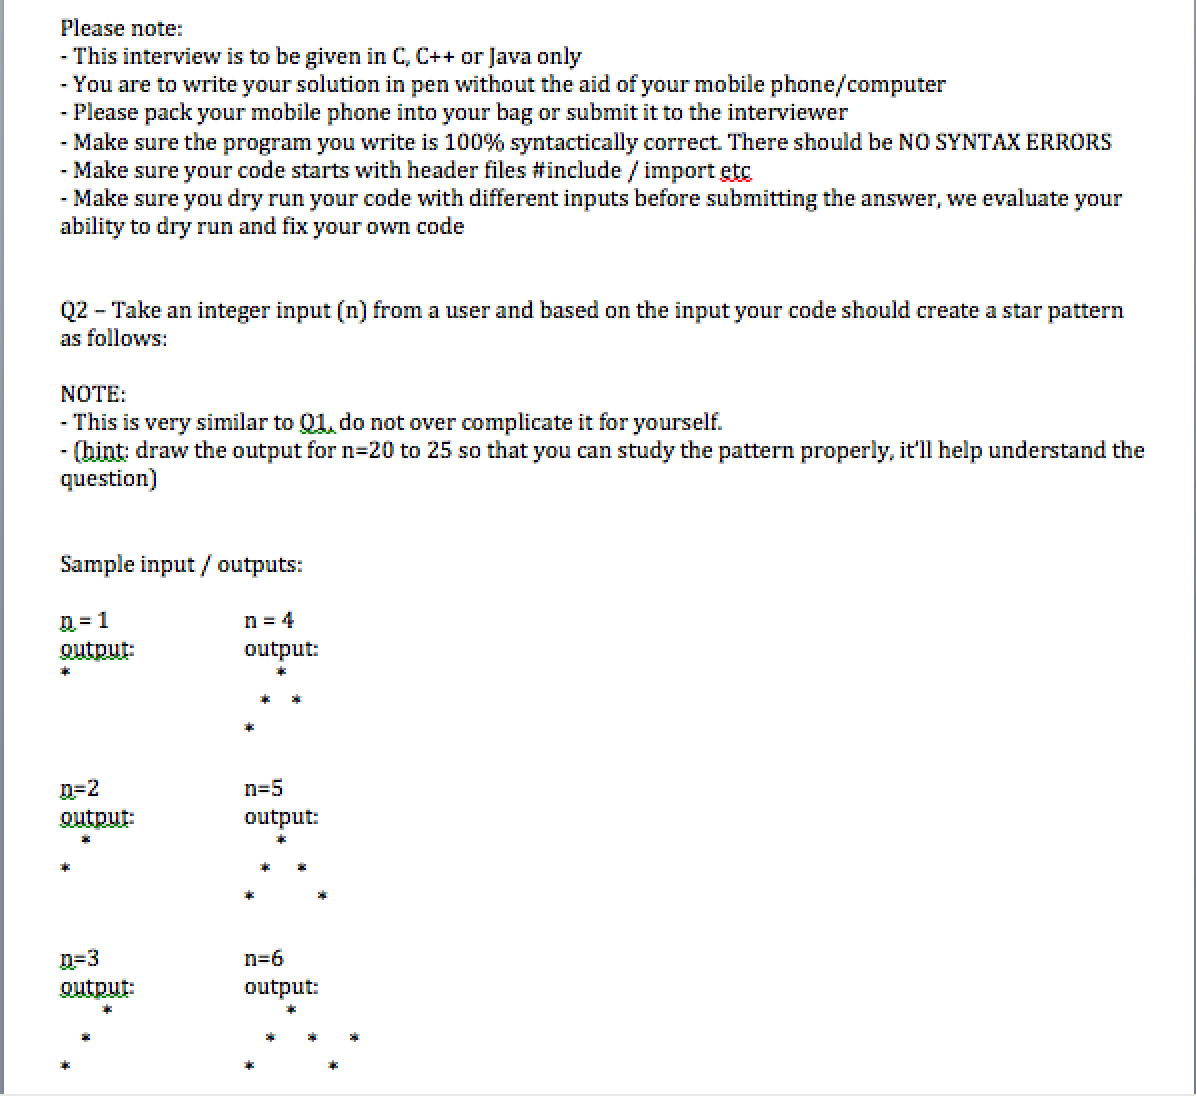 Please note:
- This interview is to be given in C, C++ or Java only
- You are to write your solution in pen without the aid of your mobile phone/computer
- Please pack your mobile phone into your bag or submit it to the interviewer
- Make sure the program you write is 100% syntactically correct. There should be NO SYNTAX ERRORS
- Make sure your code starts with header files #include / import etc
- Make sure you dry run your code with different inputs before submitting the answer, we evaluate your
ability to dry run and fix your own code
Q2 – Take an integer input (n) from a user and based on the input your code should create a star pattern
as follows:
NOTE:
- This is very similar to Q1, do not over complicate it for yourself.
- (hint: draw the output for n=20 to 25 so that you can study the pattern properly, it'll help understand the
question)
Sample input / outputs:
n = 1 n = 4
output: output:
* *
* *
*
n=2 n=5
output: output:
* *
* * *
* *
n=3 n=6
output: output:
* *
* * * *
* * *